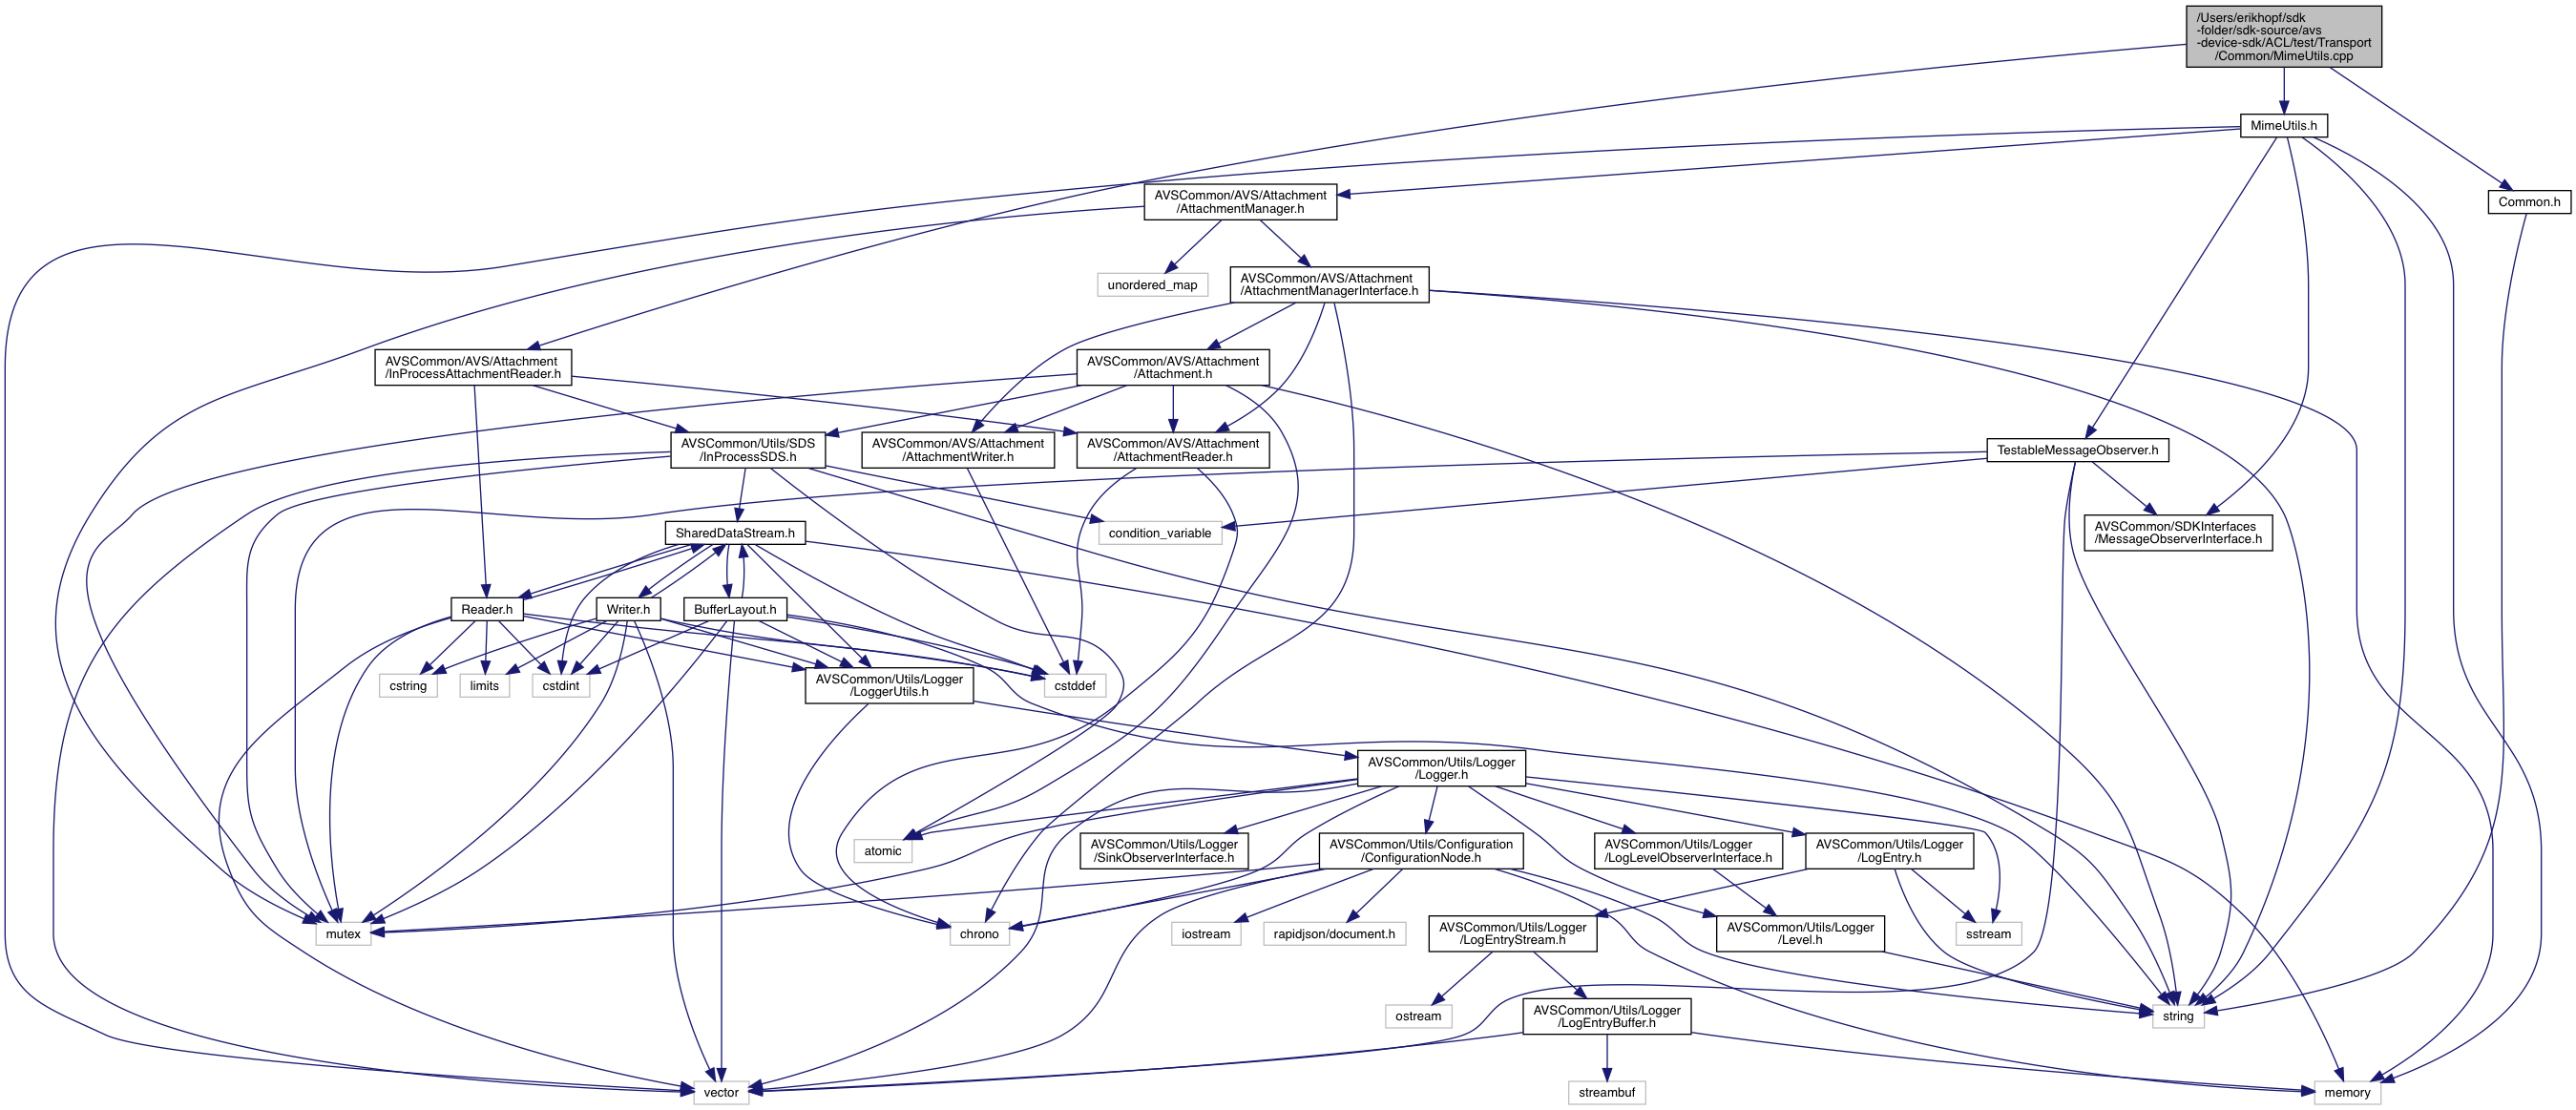 /Users/erikhopf/sdk
-folder/sdk-source/avs
-device-sdk/ACL/test/Transport
/Common/MimeUtils.cpp
MimeUtils.h
AVSCommon/AVS/Attachment
/AttachmentManager.h
Common.h
unordered_map
AVSCommon/AVS/Attachment
/AttachmentManagerInterface.h
AVSCommon/AVS/Attachment
/InProcessAttachmentReader.h
AVSCommon/AVS/Attachment
/Attachment.h
AVSCommon/Utils/SDS
/InProcessSDS.h
AVSCommon/AVS/Attachment
/AttachmentWriter.h
AVSCommon/AVS/Attachment
/AttachmentReader.h
TestableMessageObserver.h
SharedDataStream.h
condition_variable
AVSCommon/SDKInterfaces
/MessageObserverInterface.h
Reader.h
Writer.h
BufferLayout.h
cstring
limits
cstdint
AVSCommon/Utils/Logger
/LoggerUtils.h
cstddef
AVSCommon/Utils/Logger
/Logger.h
atomic
AVSCommon/Utils/Logger
/SinkObserverInterface.h
AVSCommon/Utils/Configuration
/ConfigurationNode.h
AVSCommon/Utils/Logger
/LogLevelObserverInterface.h
AVSCommon/Utils/Logger
/LogEntry.h
mutex
chrono
iostream
rapidjson/document.h
AVSCommon/Utils/Logger
/LogEntryStream.h
AVSCommon/Utils/Logger
/Level.h
sstream
ostream
AVSCommon/Utils/Logger
/LogEntryBuffer.h
string
vector
streambuf
memory